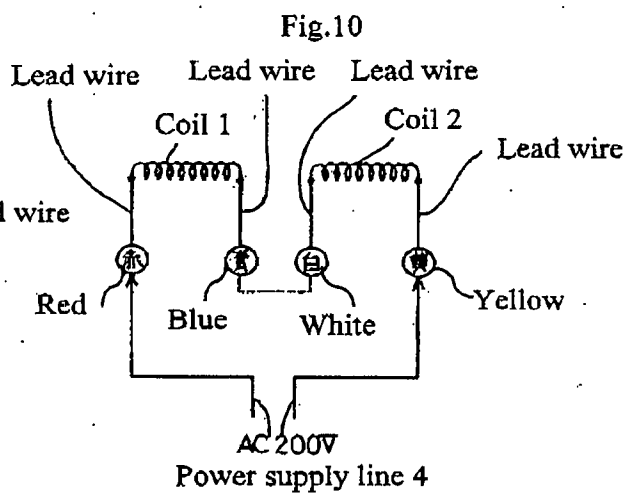 Fig.10
Lead wire Lead wire Lead wire
Coil 1 Coil 2
Lead wire
wire
赤 青 白 黄
Red Blue White Yellow
AC 200V
Power supply line 4